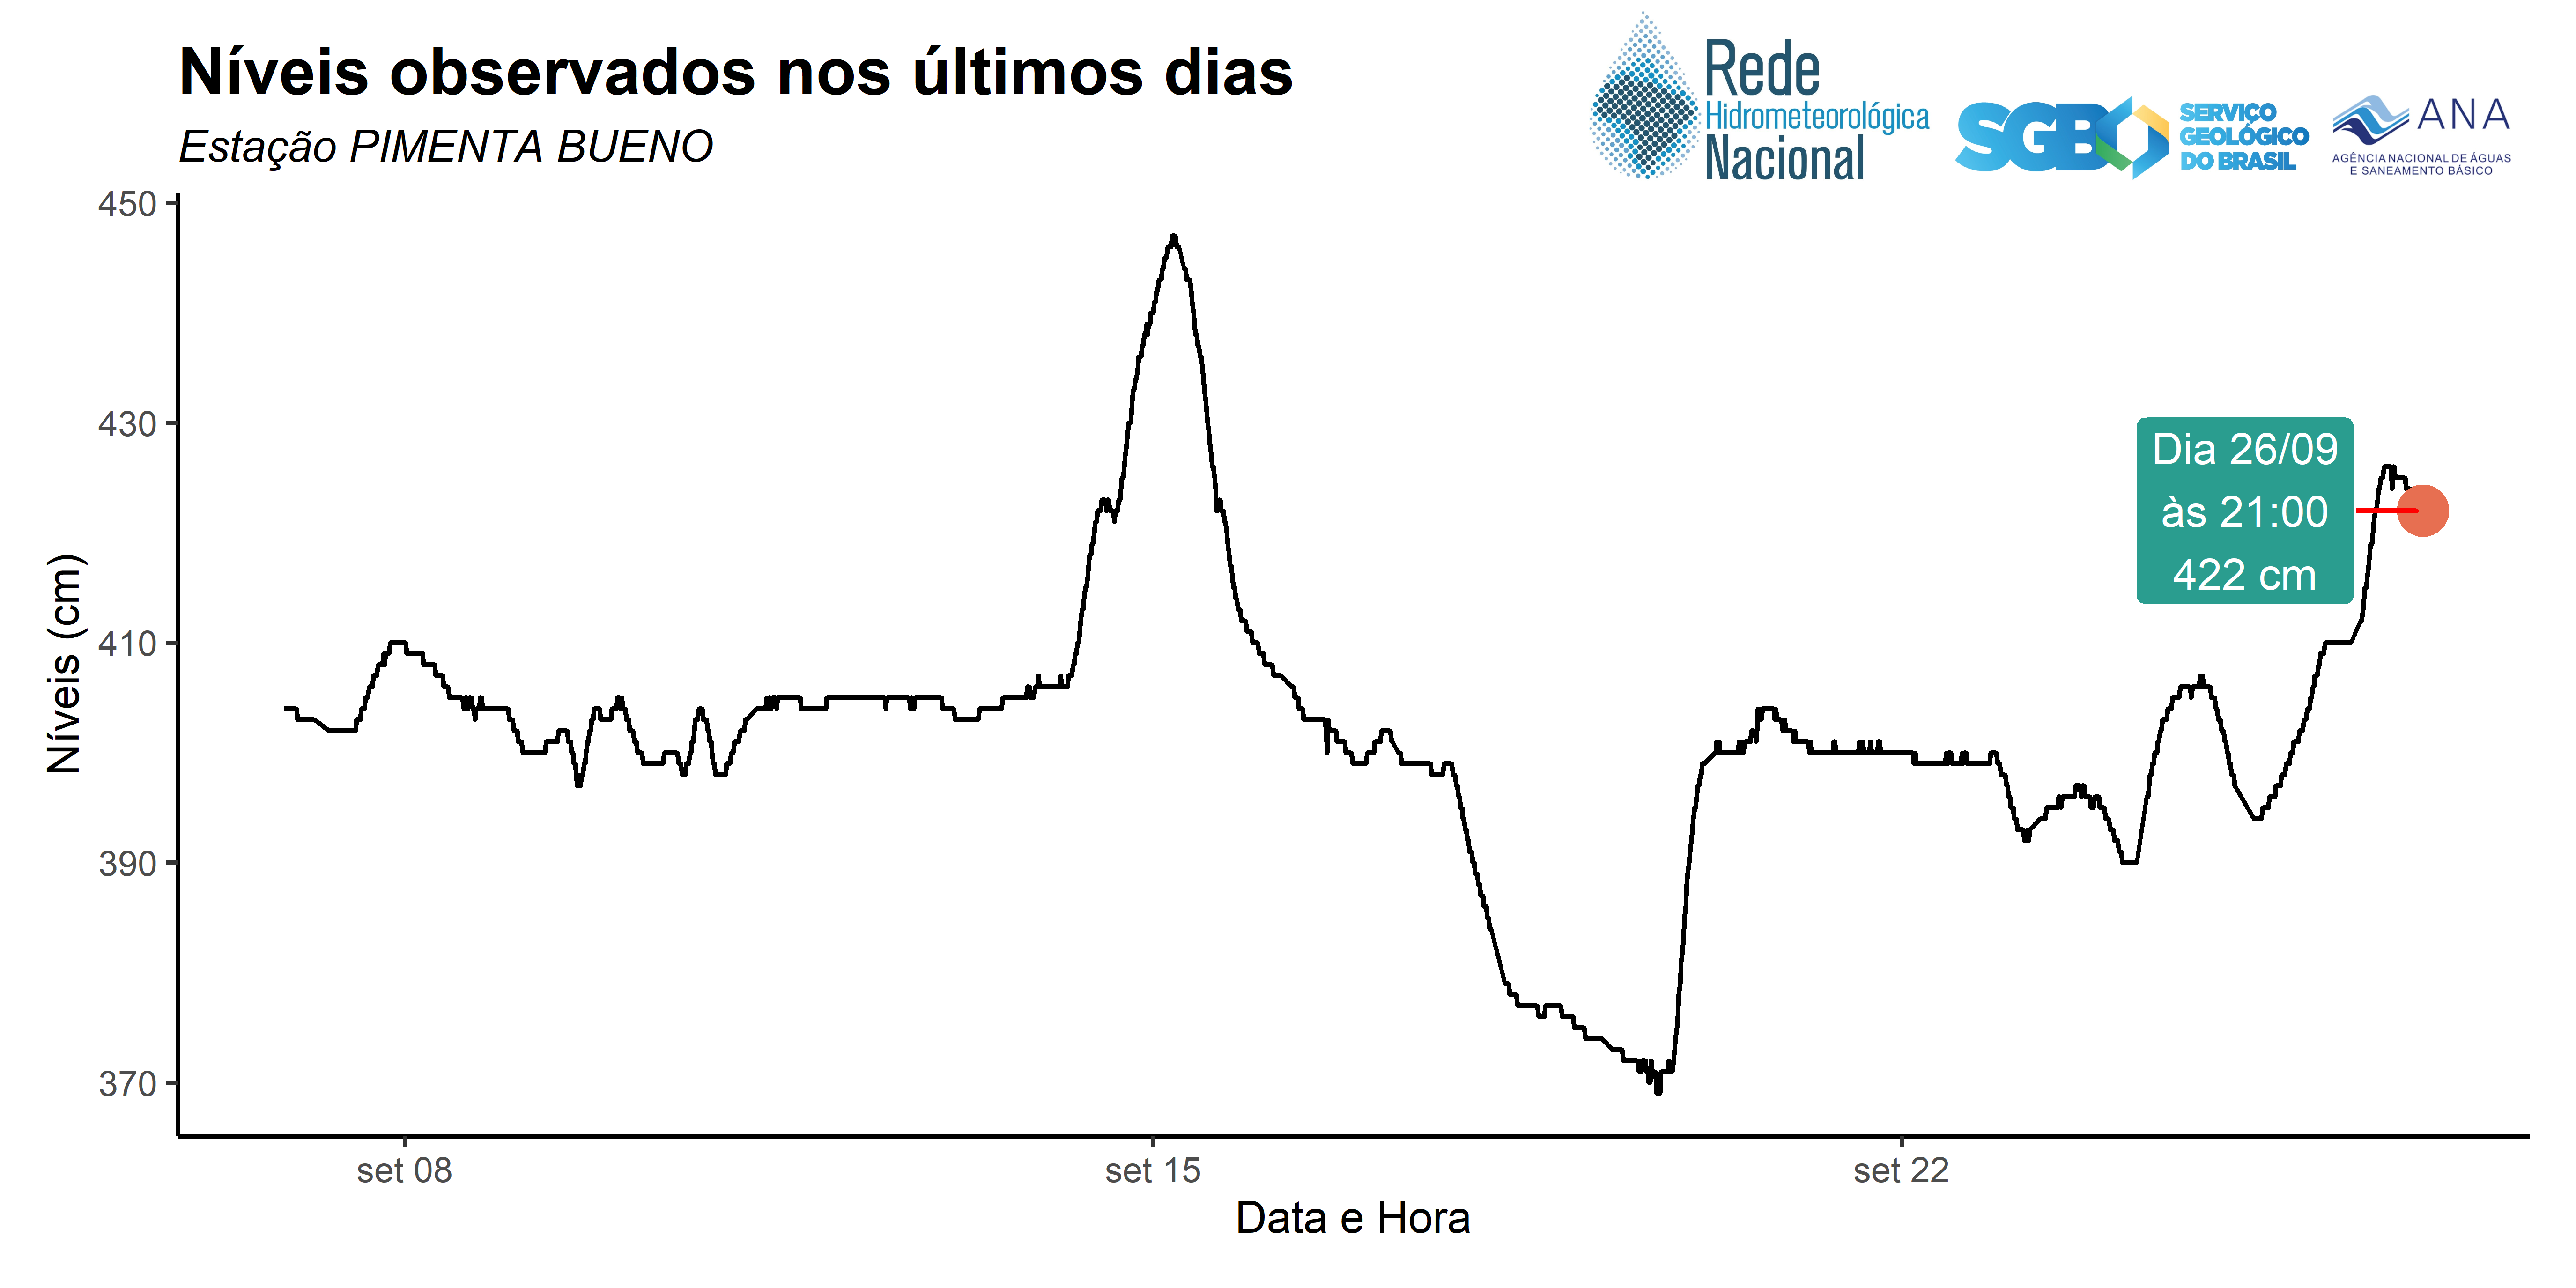 Níveis observados nos últimos dias
Estação PIMENTA BUENO
Rede
Hidrometeorológica
Nacional
SGB
SERVIÇO
GEOLÓGICO
DO BRASIL
ANA
AGÊNCIA NACIONAL DE ÁGUAS
E SANEAMENTO BÁSICO
450
430
410
390
370
Níveis (cm)
Dia 26/09
às 21:00
422 cm
set 08
set 15
set 22
Data e Hora